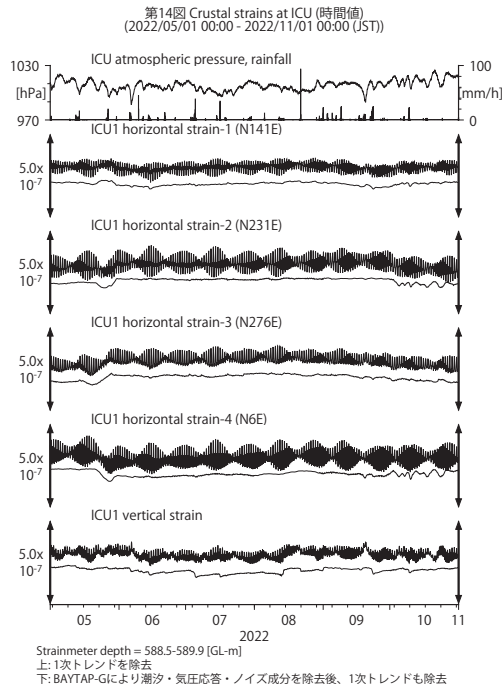 第14図 Crustal strains at ICU (時間値)
(2022/05/01 00:00 - 2022/11/01 00:00 (JST))
ICU atmospheric pressure, rainfall
1030
100
[hPa]
mm/h]
970
0
ICU1 horizontal strain-1 (N141E)
5.0x
10-7
ICU1 horizontal strain-2 (N231E)
5.0x
10-7
ICU1 horizontal strain-3 (N276E)
5.0x
10-7
ICU1 horizontal strain-4 (N6E)
5.0x
10-7
ICU1 vertical strain
5.0x
10-7
05 06 07 08 09 10 11
2022
Strainmeter depth = 588.5-589.9 [GL-m]
上: 1次トレンドを除去
下: BAYTAP-Gにより潮汐・気圧応答・ノイズ成分を除去後、1次トレンドも除去